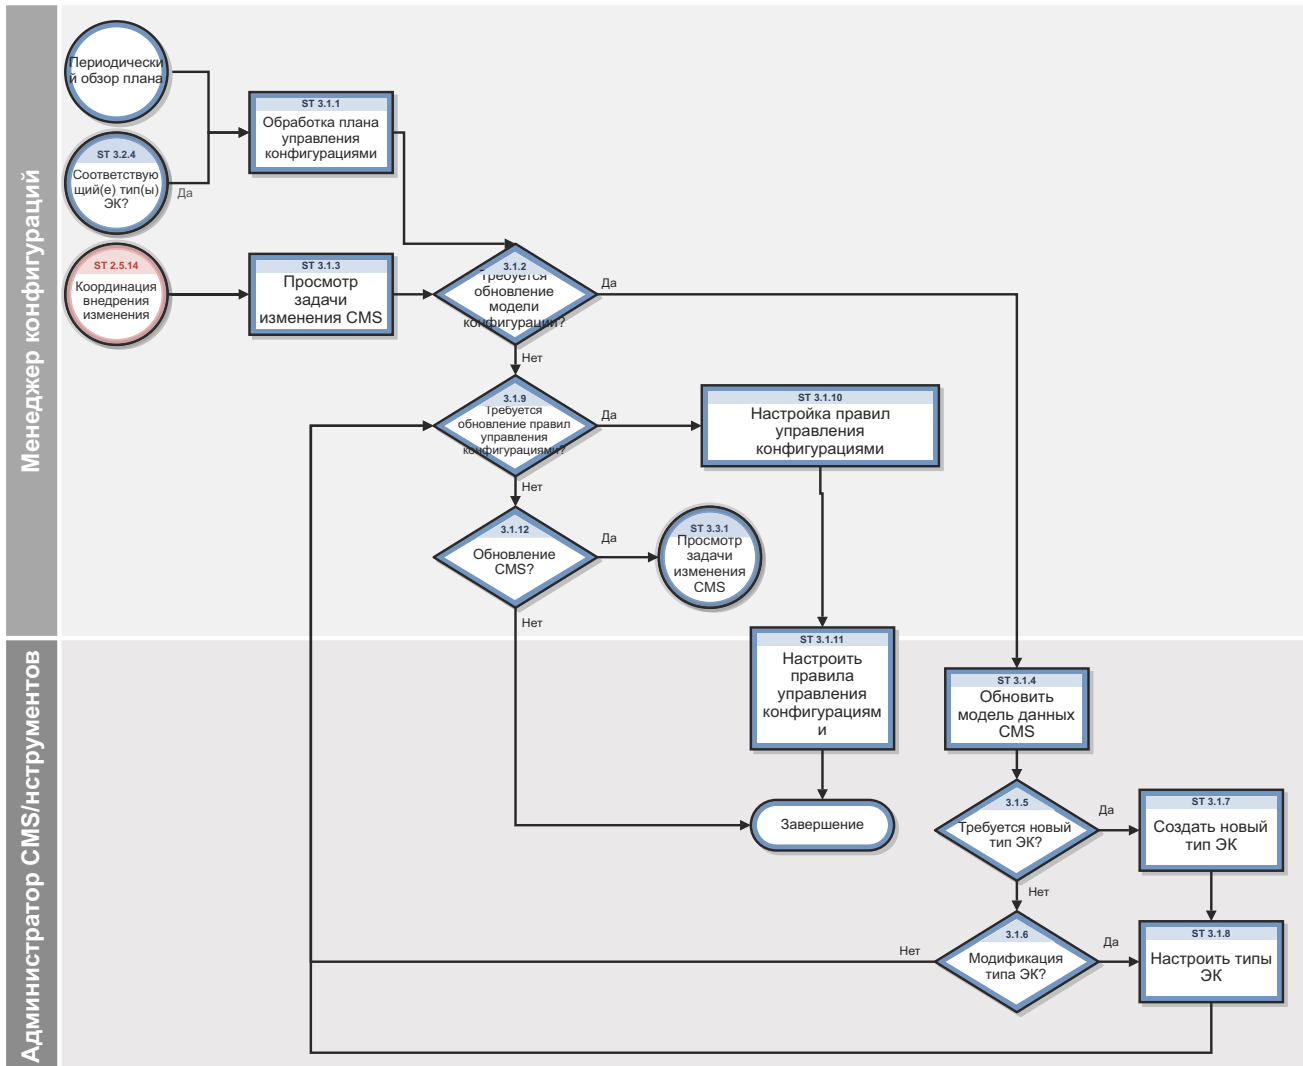 Менеджер конфигураций
Периодически
й обзор плана
ST 3.2.4
Соответствую
щий(е) тип(ы)
ЭК?
Да
ST 2.5.14
Координация
внедрения
изменения
ST 3.1.1
Обработка плана
управления
конфигурациями
ST 3.1.3
Просмотр
задачи
изменения CMS
3.1.2
Требуется
обновление
модели
конфигурации?
Да
Нет
3.1.9
Требуется
обновление правил
управления
конфигурациями?
Да
Нет
ST 3.1.10
Настройка правил
управления
конфигурациями
3.1.12
Обновление
CMS?
Да
Нет
ST 3.3.1
Просмотр
задачи
изменения
CMS
Администратор CMS/нструментов
ST 3.1.11
Настроить
правила
управления
конфигурациям
и
Завершение
ST 3.1.4
Обновить
модель данных
CMS
3.1.5
Требуется новый
тип ЭК?
Да
Нет
ST 3.1.7
Создать новый
тип ЭК
3.1.6
Модификация
типа ЭК?
Нет
Да
ST 3.1.8
Настроить типы
ЭК